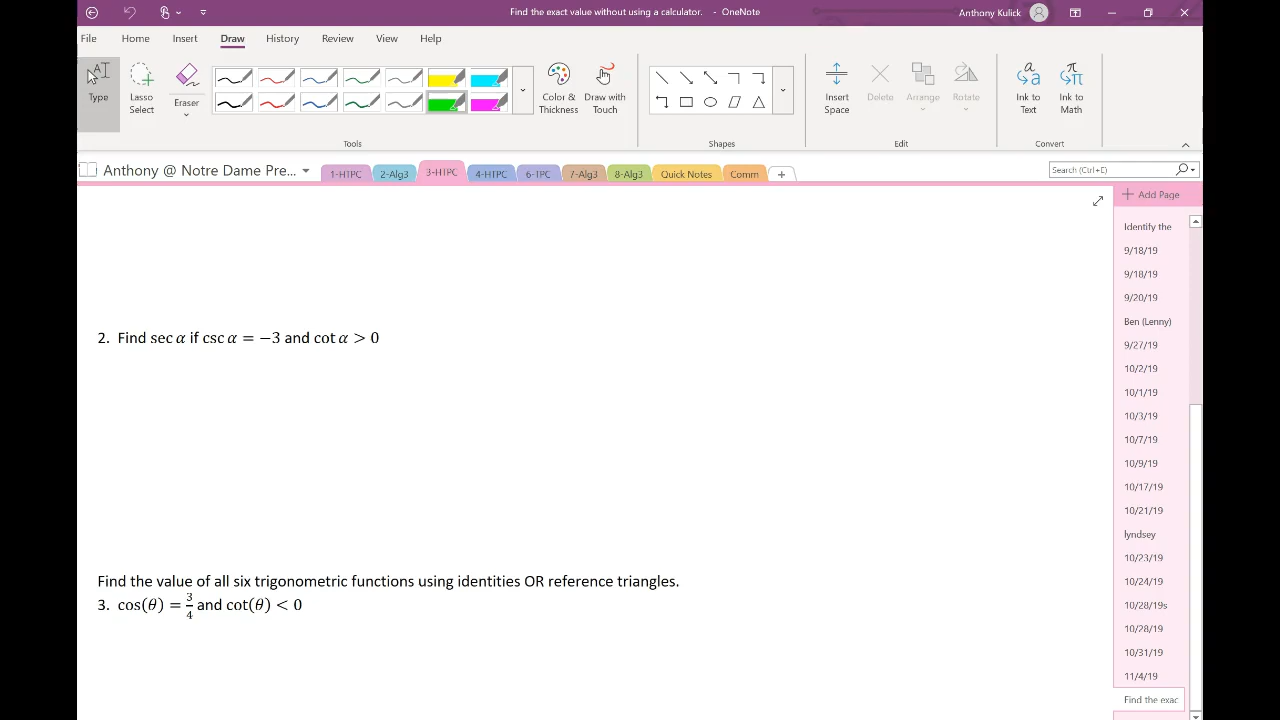 Find the exact value without using a calculator. - OneNote
Anthony Kulick
File Home Insert Draw History Review View Help
Type
Lasso Select
Eraser
Color & Thickness
Draw with Touch
Insert Space
Delete
Arrange
Rotate
Ink to Text
Ink to Math
Tools
Shapes
Edit
Convert
Anthony @ Notre Dame Pre...
1-HTPC 2-Alg3 3-HTPC 4-HTPC 6-TPC 7-Alg3 8-Alg3 Quick Notes Comm
Search (Ctrl+E)
Add Page
Identify the
9/18/19
9/18/19
9/20/19
Ben (Lenny)
9/27/19
10/2/19
10/1/19
10/3/19
10/7/19
10/9/19
10/17/19
10/21/19
lyndsey
10/23/19
10/24/19
10/28/19s
10/28/19
10/31/19
11/4/19
Find the exac
2. Find sec α if csc α = −3 and cot α > 0
Find the value of all six trigonometric functions using identities OR reference triangles.
3. cos(θ) = 3/4 and cot(θ) < 0